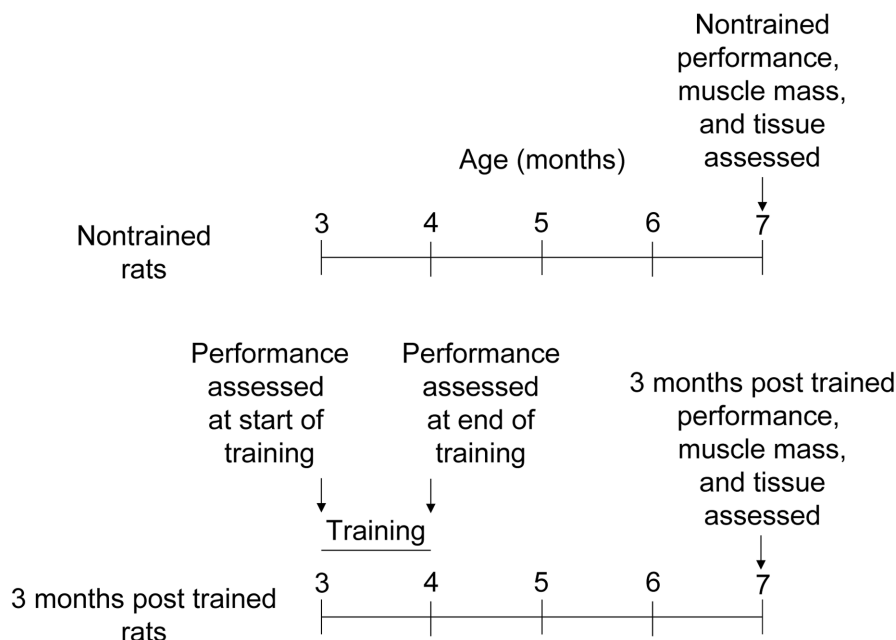 Nontrained
performance,
muscle mass,
and tissue
assessed
Age (months)
3 4 5 6 7
Nontrained
rats
Performance
assessed
at start of
training
Performance
assessed
at end of
training
3 months post trained
performance,
muscle mass,
and tissue
assessed
Training
3 4 5 6 7
3 months post trained
rats